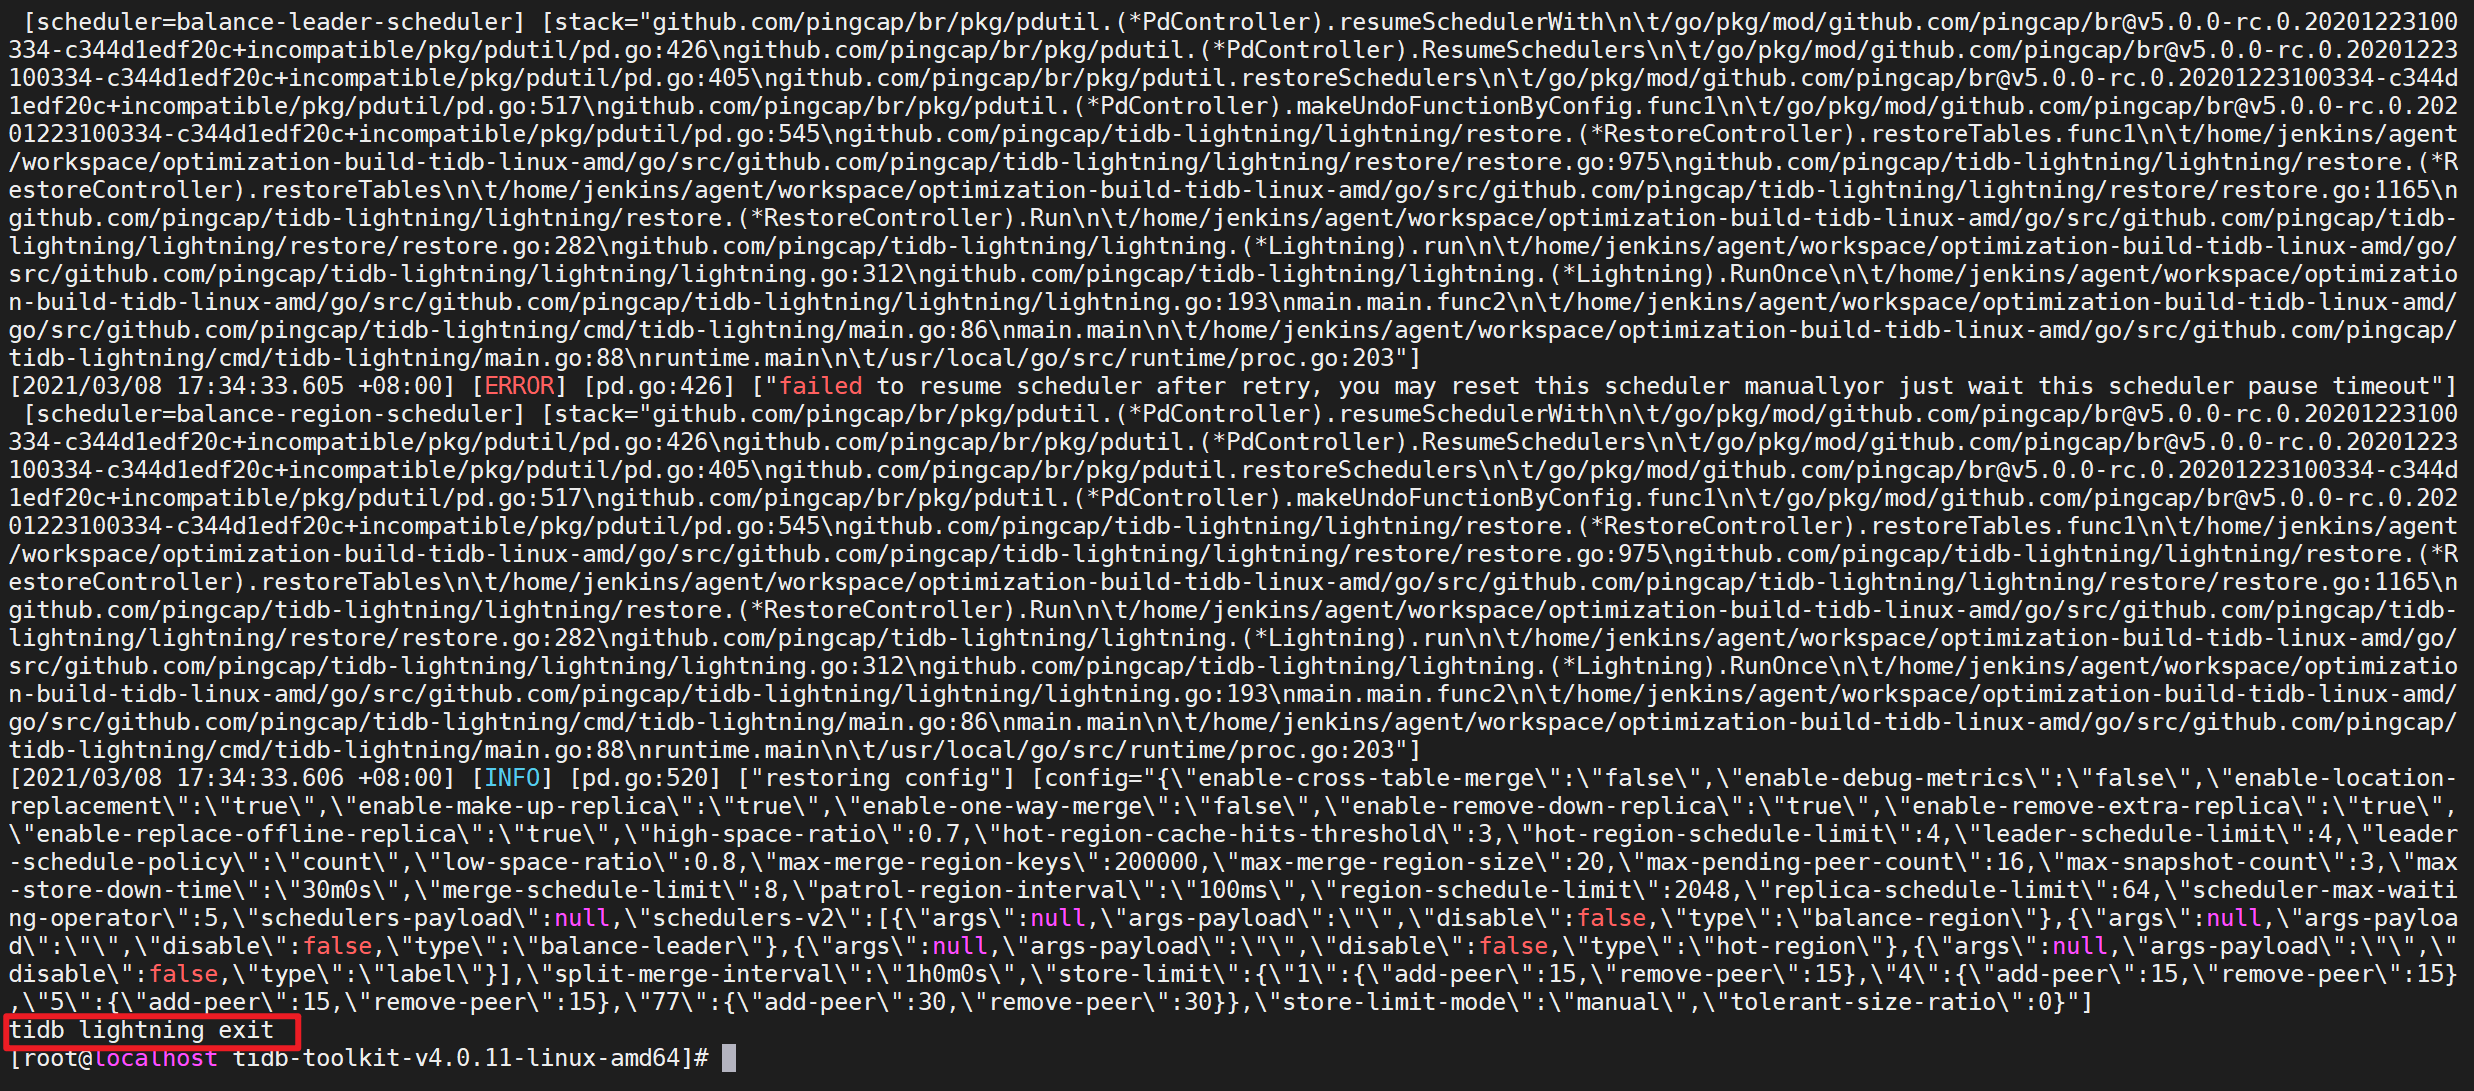 [scheduler=balance-leader-scheduler] [stack="github.com/pingcap/br/pkg/pdutil.(*PdController).resumeSchedulerWith\n\t/go/pkg/mod/github.com/pingcap/br@v5.0.0-rc.0.20201223100
334-c344d1edf20c+incompatible/pkg/pdutil/pd.go:426\ngithub.com/pingcap/br/pkg/pdutil.(*PdController).ResumeSchedulers\n\t/go/pkg/mod/github.com/pingcap/br@v5.0.0-rc.0.20201223
100334-c344d1edf20c+incompatible/pkg/pdutil/pd.go:405\ngithub.com/pingcap/br/pkg/pdutil.restoreSchedulers\n\t/go/pkg/mod/github.com/pingcap/br@v5.0.0-rc.0.20201223100334-c344d
1edf20c+incompatible/pkg/pdutil/pd.go:517\ngithub.com/pingcap/br/pkg/pdutil.(*PdController).makeUndoFunctionByConfig.func1\n\t/go/pkg/mod/github.com/pingcap/br@v5.0.0-rc.0.202
01223100334-c344d1edf20c+incompatible/pkg/pdutil/pd.go:545\ngithub.com/pingcap/tidb-lightning/lightning/restore.(*RestoreController).restoreTables.func1\n\t/home/jenkins/agent
/workspace/optimization-build-tidb-linux-amd/go/src/github.com/pingcap/tidb-lightning/lightning/restore/restore.go:975\ngithub.com/pingcap/tidb-lightning/lightning/restore.(*R
estoreController).restoreTables\n\t/home/jenkins/agent/workspace/optimization-build-tidb-linux-amd/go/src/github.com/pingcap/tidb-lightning/lightning/restore/restore.go:1165\n
github.com/pingcap/tidb-lightning/lightning/restore.(*RestoreController).Run\n\t/home/jenkins/agent/workspace/optimization-build-tidb-linux-amd/go/src/github.com/pingcap/tidb-
lightning/lightning/restore/restore.go:282\ngithub.com/pingcap/tidb-lightning/lightning.(*Lightning).run\n\t/home/jenkins/agent/workspace/optimization-build-tidb-linux-amd/go/
src/github.com/pingcap/tidb-lightning/lightning/lightning.go:312\ngithub.com/pingcap/tidb-lightning/lightning.(*Lightning).RunOnce\n\t/home/jenkins/agent/workspace/optimizatio
n-build-tidb-linux-amd/go/src/github.com/pingcap/tidb-lightning/lightning/lightning.go:193\nmain.main.func2\n\t/home/jenkins/agent/workspace/optimization-build-tidb-linux-amd/
go/src/github.com/pingcap/tidb-lightning/cmd/tidb-lightning/main.go:86\nmain.main\n\t/home/jenkins/agent/workspace/optimization-build-tidb-linux-amd/go/src/github.com/pingcap/
tidb-lightning/cmd/tidb-lightning/main.go:88\nruntime.main\n\t/usr/local/go/src/runtime/proc.go:203"]
[2021/03/08 17:34:33.605 +08:00] [ERROR] [pd.go:426] ["failed to resume scheduler after retry, you may reset this scheduler manuallyor just wait this scheduler pause timeout"]
 [scheduler=balance-region-scheduler] [stack="github.com/pingcap/br/pkg/pdutil.(*PdController).resumeSchedulerWith\n\t/go/pkg/mod/github.com/pingcap/br@v5.0.0-rc.0.20201223100
334-c344d1edf20c+incompatible/pkg/pdutil/pd.go:426\ngithub.com/pingcap/br/pkg/pdutil.(*PdController).ResumeSchedulers\n\t/go/pkg/mod/github.com/pingcap/br@v5.0.0-rc.0.20201223
100334-c344d1edf20c+incompatible/pkg/pdutil/pd.go:405\ngithub.com/pingcap/br/pkg/pdutil.restoreSchedulers\n\t/go/pkg/mod/github.com/pingcap/br@v5.0.0-rc.0.20201223100334-c344d
1edf20c+incompatible/pkg/pdutil/pd.go:517\ngithub.com/pingcap/br/pkg/pdutil.(*PdController).makeUndoFunctionByConfig.func1\n\t/go/pkg/mod/github.com/pingcap/br@v5.0.0-rc.0.202
01223100334-c344d1edf20c+incompatible/pkg/pdutil/pd.go:545\ngithub.com/pingcap/tidb-lightning/lightning/restore.(*RestoreController).restoreTables.func1\n\t/home/jenkins/agent
/workspace/optimization-build-tidb-linux-amd/go/src/github.com/pingcap/tidb-lightning/lightning/restore/restore.go:975\ngithub.com/pingcap/tidb-lightning/lightning/restore.(*R
estoreController).restoreTables\n\t/home/jenkins/agent/workspace/optimization-build-tidb-linux-amd/go/src/github.com/pingcap/tidb-lightning/lightning/restore/restore.go:1165\n
github.com/pingcap/tidb-lightning/lightning/restore.(*RestoreController).Run\n\t/home/jenkins/agent/workspace/optimization-build-tidb-linux-amd/go/src/github.com/pingcap/tidb-
lightning/lightning/restore/restore.go:282\ngithub.com/pingcap/tidb-lightning/lightning.(*Lightning).run\n\t/home/jenkins/agent/workspace/optimization-build-tidb-linux-amd/go/
src/github.com/pingcap/tidb-lightning/lightning/lightning.go:312\ngithub.com/pingcap/tidb-lightning/lightning.(*Lightning).RunOnce\n\t/home/jenkins/agent/workspace/optimizatio
n-build-tidb-linux-amd/go/src/github.com/pingcap/tidb-lightning/lightning/lightning.go:193\nmain.main.func2\n\t/home/jenkins/agent/workspace/optimization-build-tidb-linux-amd/
go/src/github.com/pingcap/tidb-lightning/cmd/tidb-lightning/main.go:86\nmain.main\n\t/home/jenkins/agent/workspace/optimization-build-tidb-linux-amd/go/src/github.com/pingcap/
tidb-lightning/cmd/tidb-lightning/main.go:88\nruntime.main\n\t/usr/local/go/src/runtime/proc.go:203"]
[2021/03/08 17:34:33.606 +08:00] [INFO] [pd.go:520] ["restoring config"] [config="{\"enable-cross-table-merge\":\"false\",\"enable-debug-metrics\":\"false\",\"enable-location-
replacement\":\"true\",\"enable-make-up-replica\":\"true\",\"enable-one-way-merge\":\"false\",\"enable-remove-down-replica\":\"true\",\"enable-remove-extra-replica\":\"true\",
\"enable-replace-offline-replica\":\"true\",\"high-space-ratio\":0.7,\"hot-region-cache-hits-threshold\":3,\"hot-region-schedule-limit\":4,\"leader-schedule-limit\":4,\"leader
-schedule-policy\":\"count\",\"low-space-ratio\":0.8,\"max-merge-region-keys\":200000,\"max-merge-region-size\":20,\"max-pending-peer-count\":16,\"max-snapshot-count\":3,\"max
-store-down-time\":\"30m0s\",\"merge-schedule-limit\":8,\"patrol-region-interval\":\"100ms\",\"region-schedule-limit\":2048,\"replica-schedule-limit\":64,\"scheduler-max-waiti
ng-operator\":5,\"schedulers-payload\":null,\"schedulers-v2\":[{\"args\":null,\"args-payload\":\"\",\"disable\":false,\"type\":\"balance-region\"},{\"args\":null,\"args-payloa
d\":\"\",\"disable\":false,\"type\":\"balance-leader\"},{\"args\":null,\"args-payload\":\"\",\"disable\":false,\"type\":\"hot-region\"},{\"args\":null,\"args-payload\":\"\",\"
disable\":false,\"type\":\"label\"}],\"split-merge-interval\":\"1h0m0s\",\"store-limit\":{\"1\":{\"add-peer\":15,\"remove-peer\":15},\"4\":{\"add-peer\":15,\"remove-peer\":15}
,\"5\":{\"add-peer\":15,\"remove-peer\":15},\"77\":{\"add-peer\":30,\"remove-peer\":30}},\"store-limit-mode\":\"manual\",\"tolerant-size-ratio\":0}"]
tidb lightning exit
[root@localhost tidb-toolkit-v4.0.11-linux-amd64]#